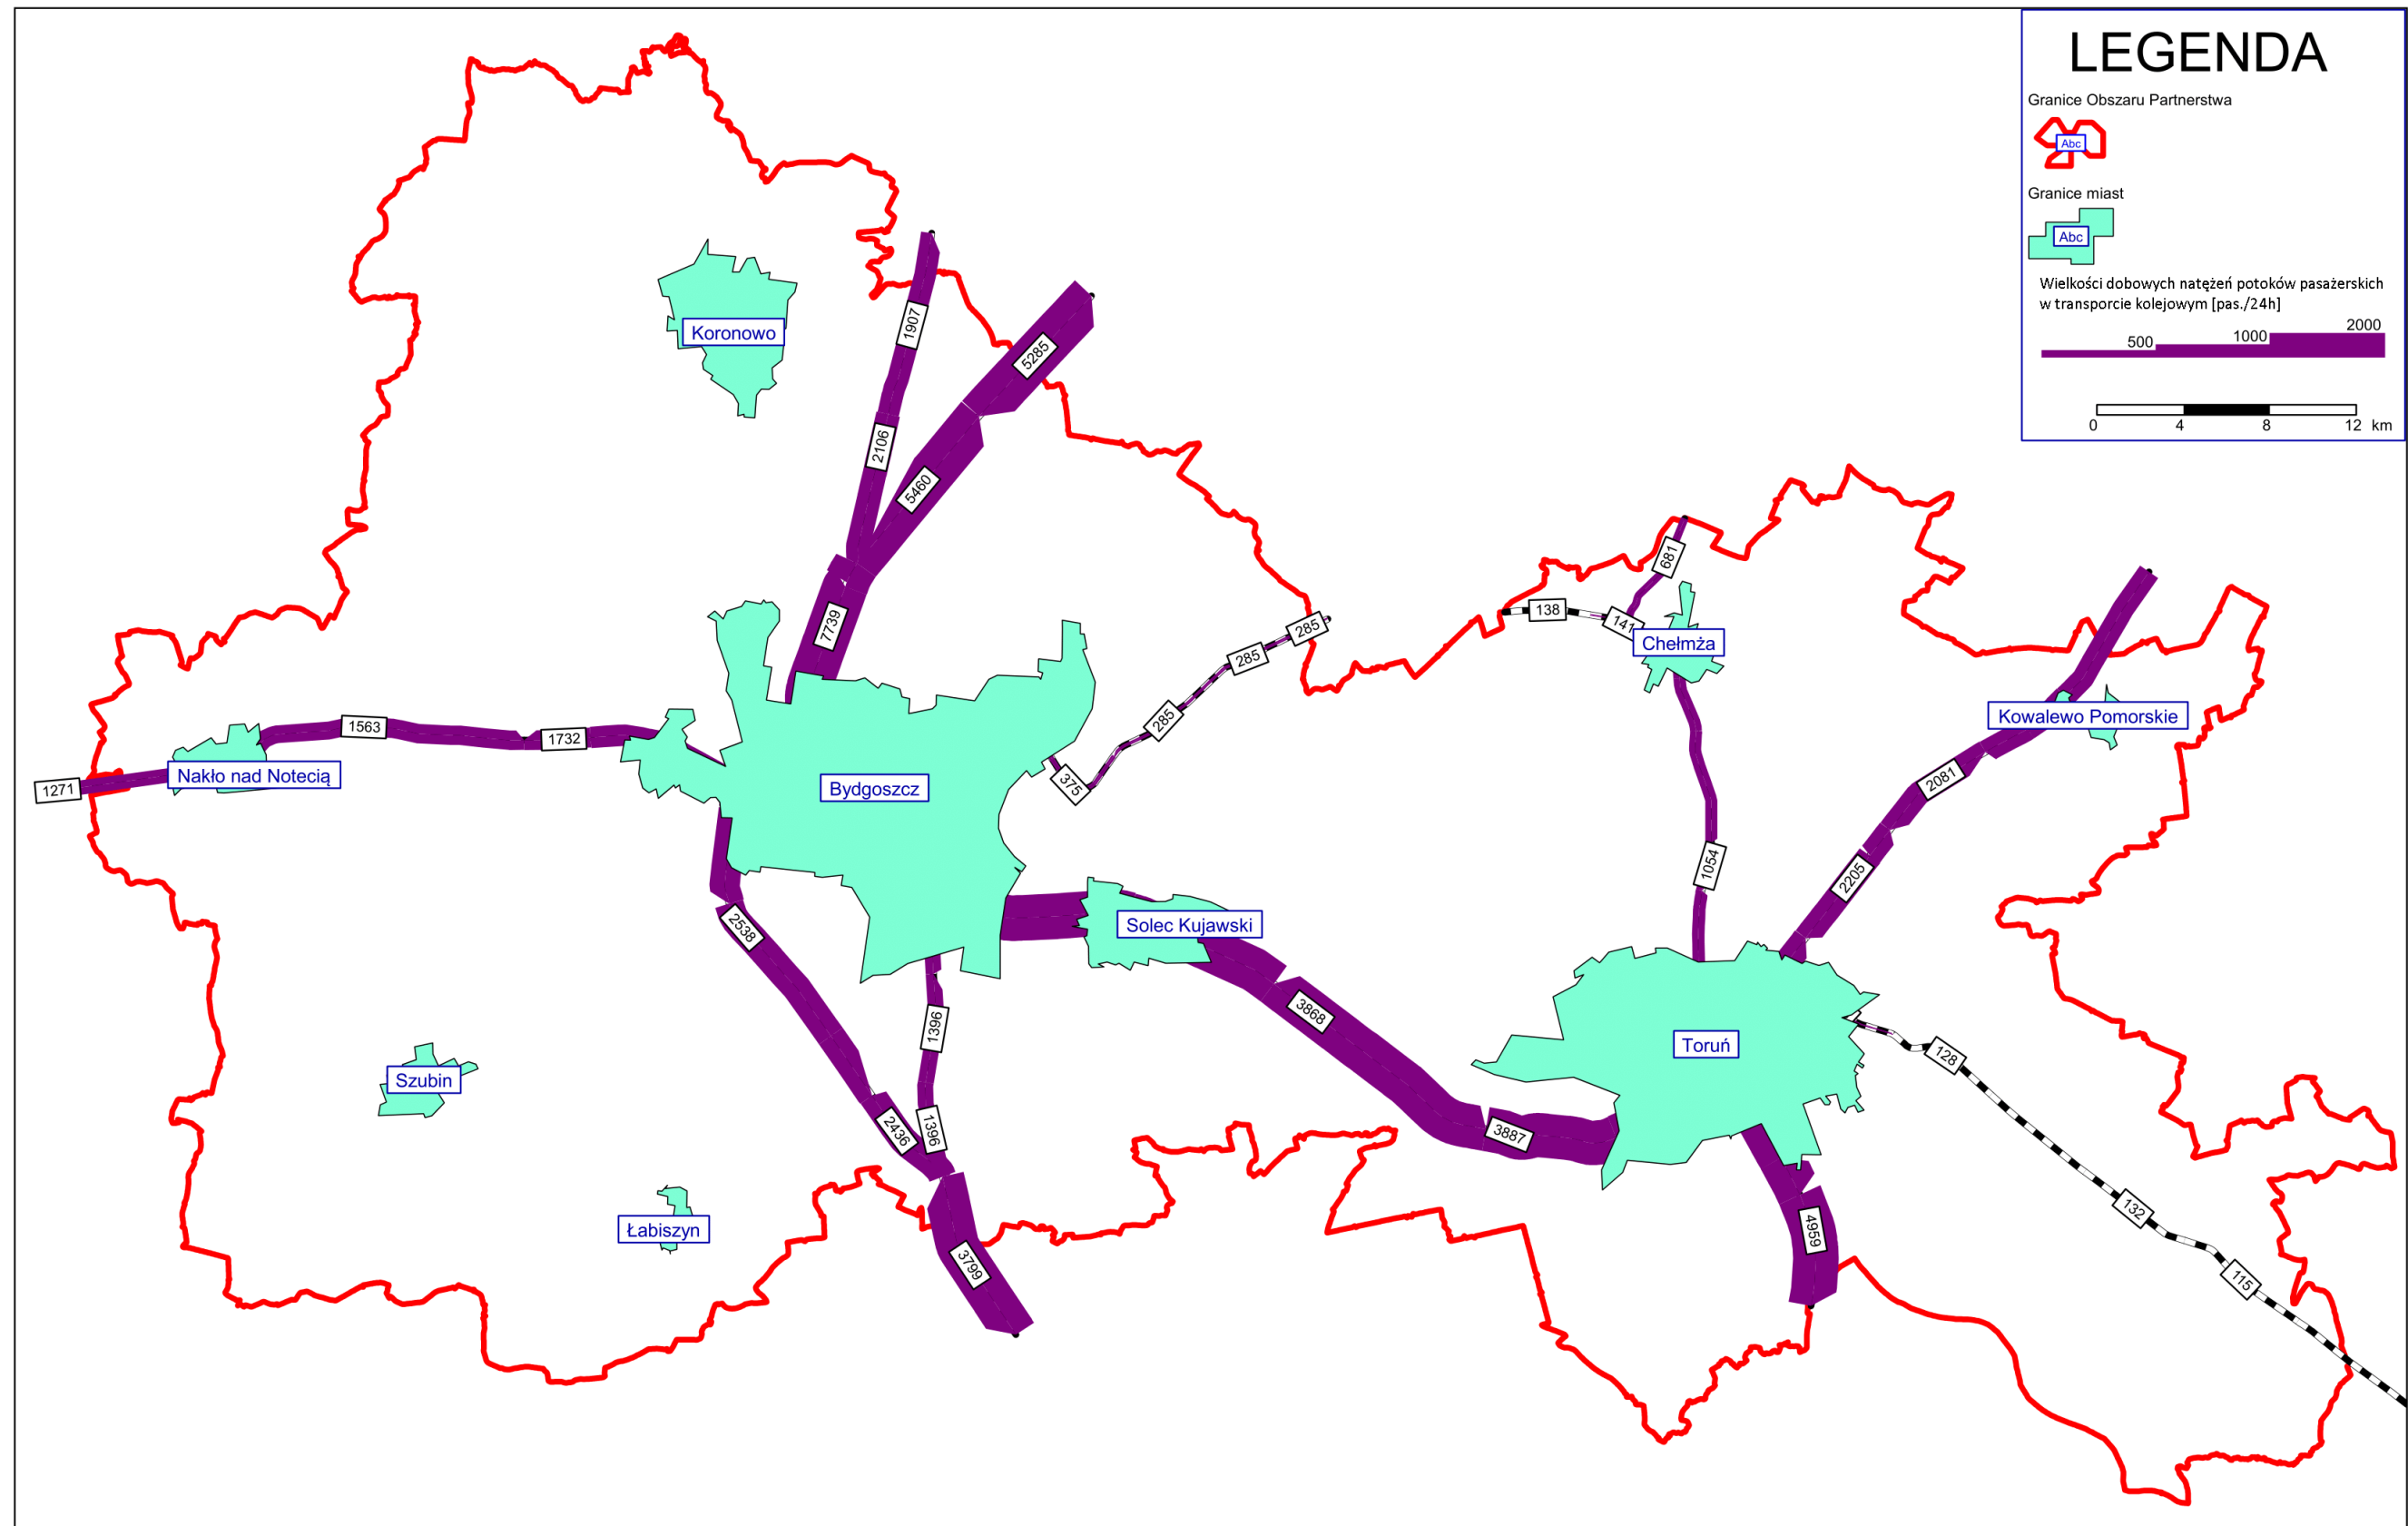 LEGENDA
Granice Obszaru Partnerstwa
Abc
Granice miast
Abc
Wielkości dobowych natężeń potoków pasażerskich
w transporcie kolejowym [pas./24h]
500
1000
2000
0
4
8
12
km
1907
5285
Koronowo
2106
5460
7739
681
138
141
Chełmża
285
285
285
375
Kowalewo Pomorskie
1563
1732
Nakło nad Notecią
1271
Bydgoszcz
2081
1054
2205
2538
Solec Kujawski
3868
1396
Toruń
128
Szubin
2436
1396
3887
132
Łabiszyn
4959
3799
115